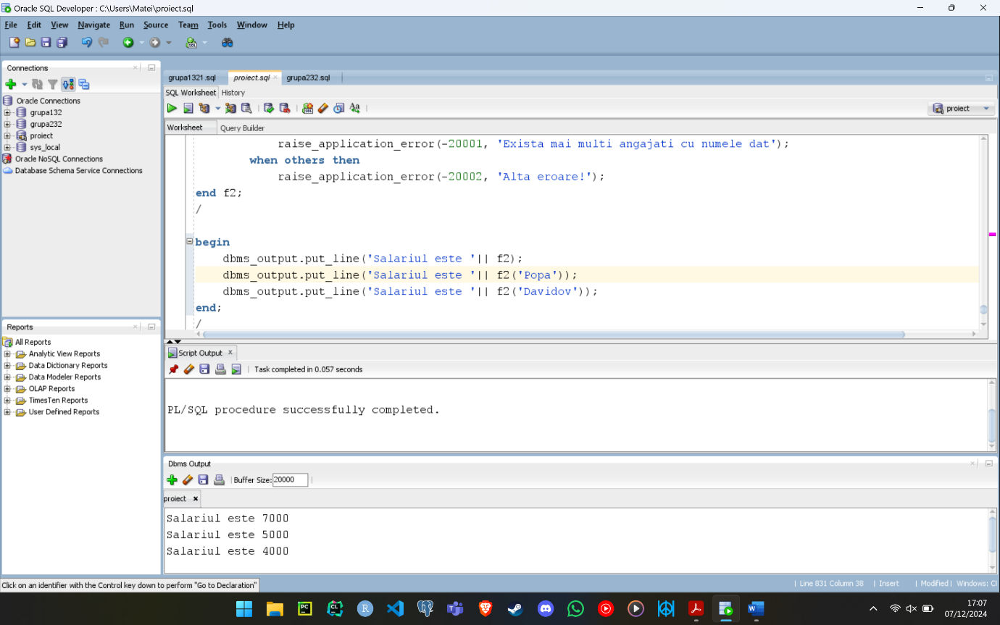 Oracle SQL Developer : C:\Users\Matei\proiect.sql
File Edit View Navigate Run Source Team Tools Window Help
Connections
Oracle Connections
grupa132
grupa232
proiect
sys_local
Oracle NoSQL Connections
Database Schema Service Connections
Reports
All Reports
Analytic View Reports
Data Dictionary Reports
Data Modeler Reports
OLAP Reports
TimesTen Reports
User Defined Reports
grupa1321.sql proiect.sql grupa232.sql
SQL Worksheet History
proiect
Worksheet Query Builder
raise_application_error(-20001, 'Exista mai multi angajati cu numele dat');
when others then
raise_application_error(-20002, 'Alta eroare!');
end f2;
/
begin
dbms_output.put_line('Salariul este '|| f2);
dbms_output.put_line('Salariul este '|| f2('Popa'));
dbms_output.put_line('Salariul este '|| f2('Davidov'));
end;
/
Script Output
Task completed in 0.057 seconds
PL/SQL procedure successfully completed.
Dbms Output
Buffer Size: 20000
proiect
Salariul este 7000
Salariul este 5000
Salariul este 4000
Click on an identifier with the Control key down to perform "Go to Declaration"
Line 831 Column 38 | Insert | Modified | Windows: Cl
PC CL R W
17:07
07/12/2024